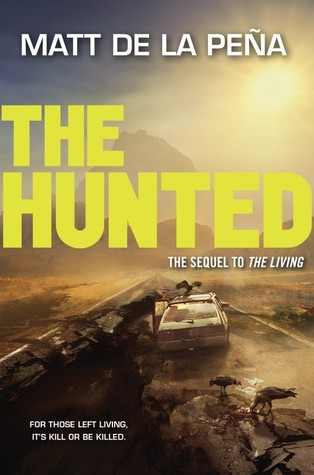 MATT DE LA PEÑA
THE
HUNTED
THE SEQUEL TO THE LIVING
FOR THOSE LEFT LIVING,
IT'S KILL OR BE KILLED.